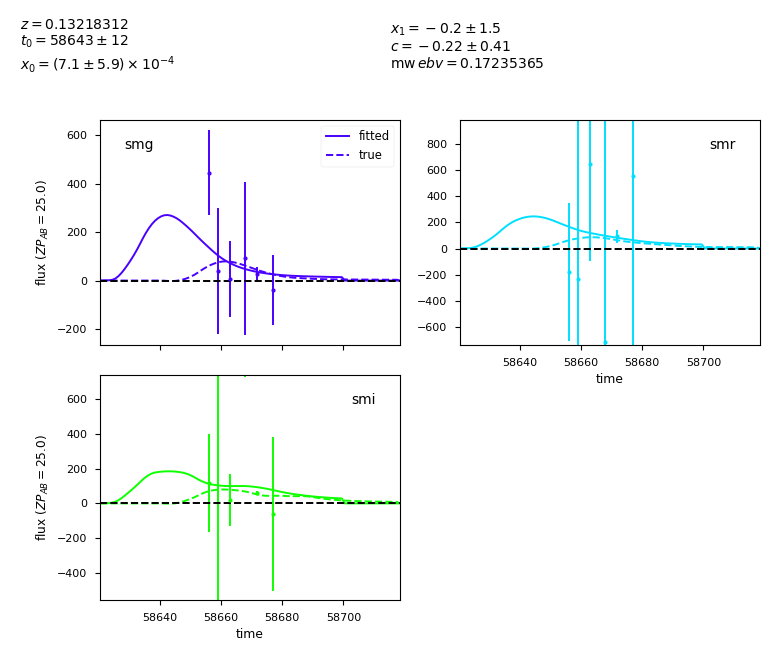 z = 0.13218312
t₀ = 58643 ± 12
x₀ = (7.1 ± 5.9) × 10⁻⁴
x₁ = −0.2 ± 1.5
c = −0.22 ± 0.41
mw ebv = 0.17235365
smg
fitted
true
600
400
200
0
−200
flux (ZP_AB = 25.0)
smr
800
600
400
200
0
−200
−400
−600
58640 58660 58680 58700
time
smi
600
400
200
0
−200
−400
flux (ZP_AB = 25.0)
58640 58660 58680 58700
time